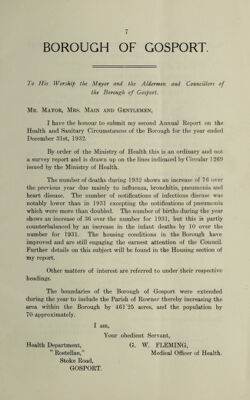 7
BOROUGH OF GOSPORT.
To His Worship the Mayor and the Aldermen and Councillors of
the Borough of Gosport.
MR. MAYOR, MRS. MAIN AND GENTLEMEN,
I have the honour to submit my second Annual Report on the
Health and Sanitary Circumstances of the Borough for the year ended
December 31st, 1932.
By order of the Ministry of Health this is an ordinary and not
a survey report and is drawn up on the lines indicated by Circular 1269
issued by the Ministry of Health.
The number of deaths during 1932 shows an increase of 76 over
the previous year due mainly to influenza, bronchitis, pneumonia and
heart disease. The number of notifications of infectious disease was
notably lower than in 1931 excepting the notifications of pneumonia
which were more than doubled. The number of births during the year
shows an increase of 36 over the number for 1931, but this is partly
counterbalanced by an increase in the infant deaths by 10 over the
number for 1931. The housing conditions in the Borough have
improved and are still engaging the earnest attention of the Council.
Further details on this subject will be found in the Housing section of
my report.
Other matters of interest are referred to under their respective
headings.
The boundaries of the Borough of Gosport were extended
during the year to include the Parish of Rowner thereby increasing the
area within the Borough by 461·25 acres, and the population by
70 approximately.
I am,
Your obedient Servant,
Health Department, G. W. FLEMING,
"Rostellan," Medical Officer of Health.
Stoke Road,
GOSPORT.